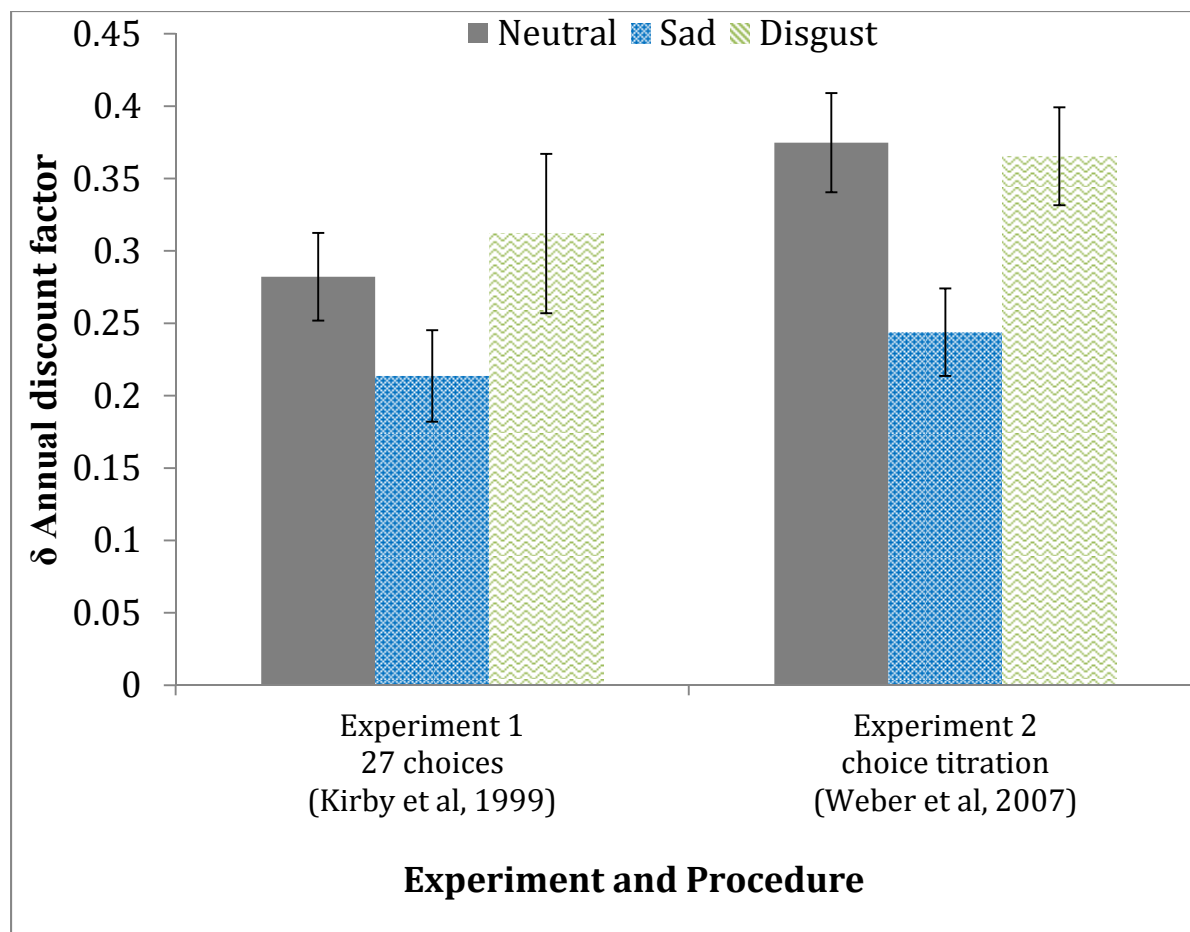 Neutral Sad Disgust
0.45
0.4
0.35
0.3
0.25
0.2
0.15
0.1
0.05
0
δ Annual discount factor
Experiment 1
27 choices
(Kirby et al, 1999)
Experiment 2
choice titration
(Weber et al, 2007)
Experiment and Procedure